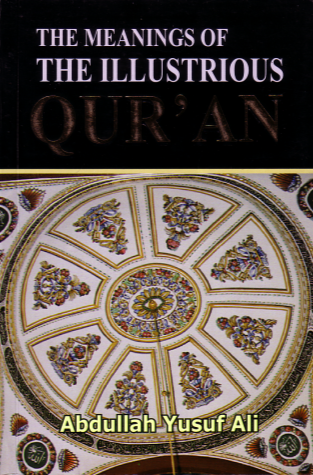 THE MEANINGS OF
THE ILLUSTRIOUS
QUR'AN
Abdullah Yusuf Ali